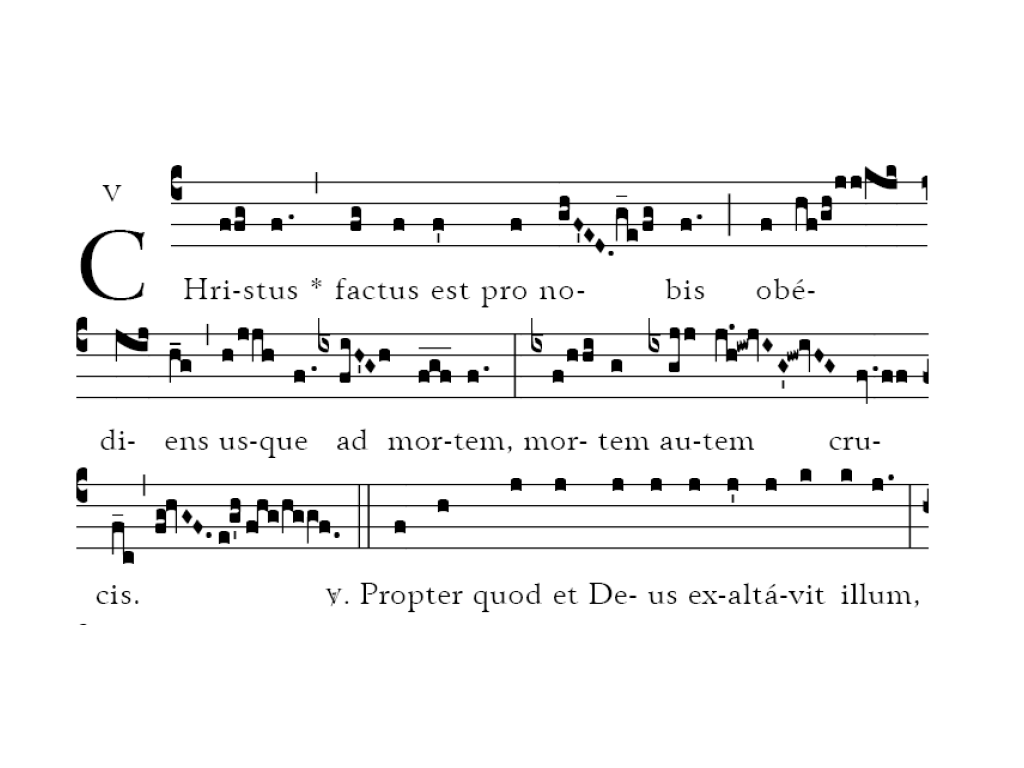 V
CHri-stus * factus est pro no- bis obé-
di- ens us-que ad mor-tem, mor- tem au-tem cru-
cis. ℣. Propter quod et De- us ex-altá-vit illum,